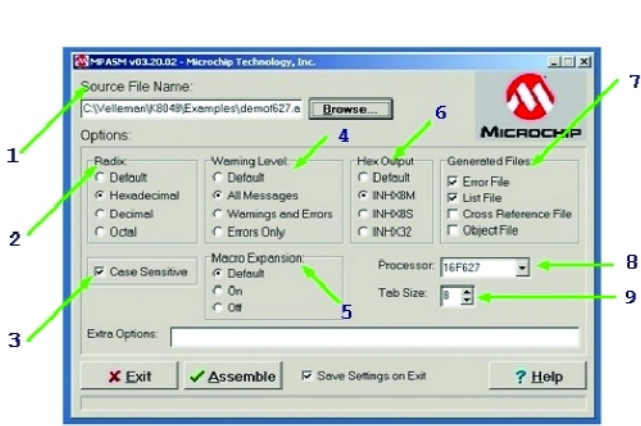 MPASM v03.20.02 - Microchip Technology, Inc.
Source File Name:
C:\Velleman\K8048\Examples\demof627.a
Browse...
MICROCHIP
Options:
Radix:
Default
Hexadecimal
Decimal
Octal
Warning Level:
Default
All Messages
Warnings and Errors
Errors Only
Hex Output
Default
INHX8M
INHX8S
INHX32
Generated Files:
Error File
List File
Cross Reference File
Object File
Case Sensitive
Macro Expansion:
Default
On
Off
Processor:
16F627
Tab Size:
8
Extra Options:
Exit
Assemble
Save Settings on Exit
? Help
1
2
3
4
5
6
7
8
9